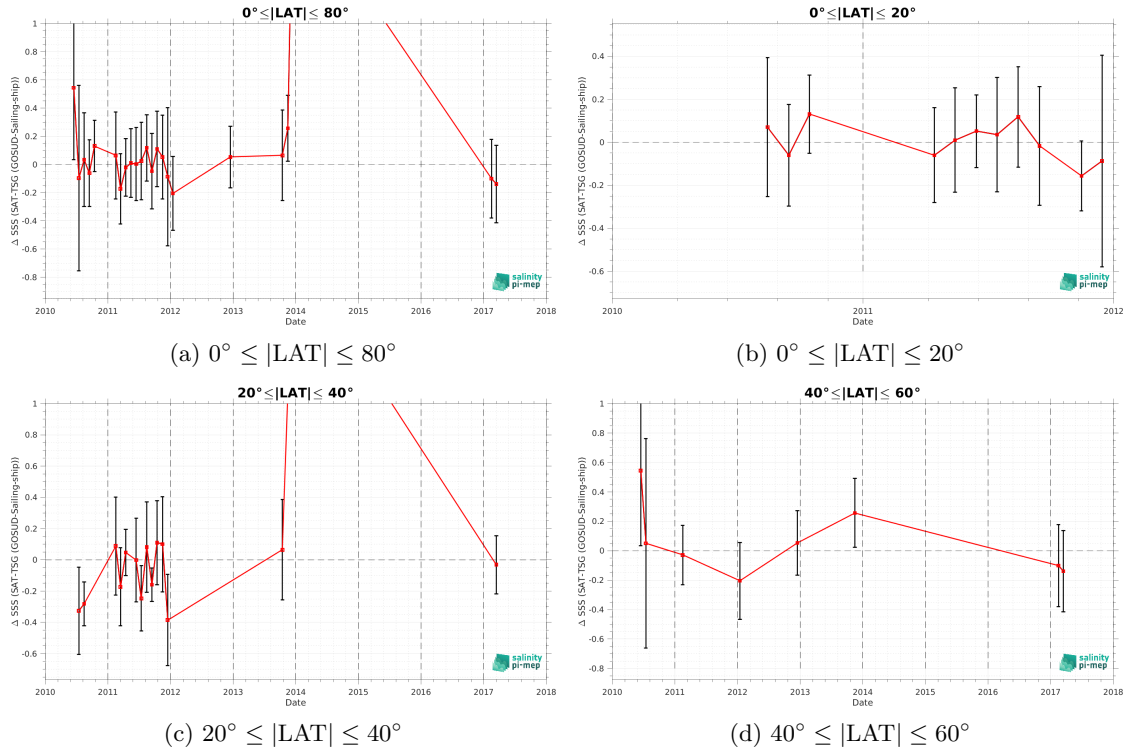 0°≤|LAT|≤ 80°
Δ SSS (SAT-TSG (GOSUD-Sailing-ship))
1
0.8
0.6
0.4
0.2
0
-0.2
-0.4
-0.6
-0.8
2010 2011 2012 2013 2014 2015 2016 2017 2018
Date
salinity
pi-mep
(a) 0° ≤ |LAT| ≤ 80°
0°≤|LAT|≤ 20°
Δ SSS (SAT-TSG (GOSUD-Sailing-ship))
0.4
0.2
0
-0.2
-0.4
-0.6
2010 2011 2012
Date
salinity
pi-mep
(b) 0° ≤ |LAT| ≤ 20°
20°≤|LAT|≤ 40°
Δ SSS (SAT-TSG (GOSUD-Sailing-ship))
1
0.8
0.6
0.4
0.2
0
-0.2
-0.4
-0.6
2010 2011 2012 2013 2014 2015 2016 2017 2018
Date
salinity
pi-mep
(c) 20° ≤ |LAT| ≤ 40°
40°≤|LAT|≤ 60°
Δ SSS (SAT-TSG (GOSUD-Sailing-ship))
1
0.8
0.6
0.4
0.2
0
-0.2
-0.4
-0.6
-0.8
2010 2011 2012 2013 2014 2015 2016 2017 2018
Date
salinity
pi-mep
(d) 40° ≤ |LAT| ≤ 60°